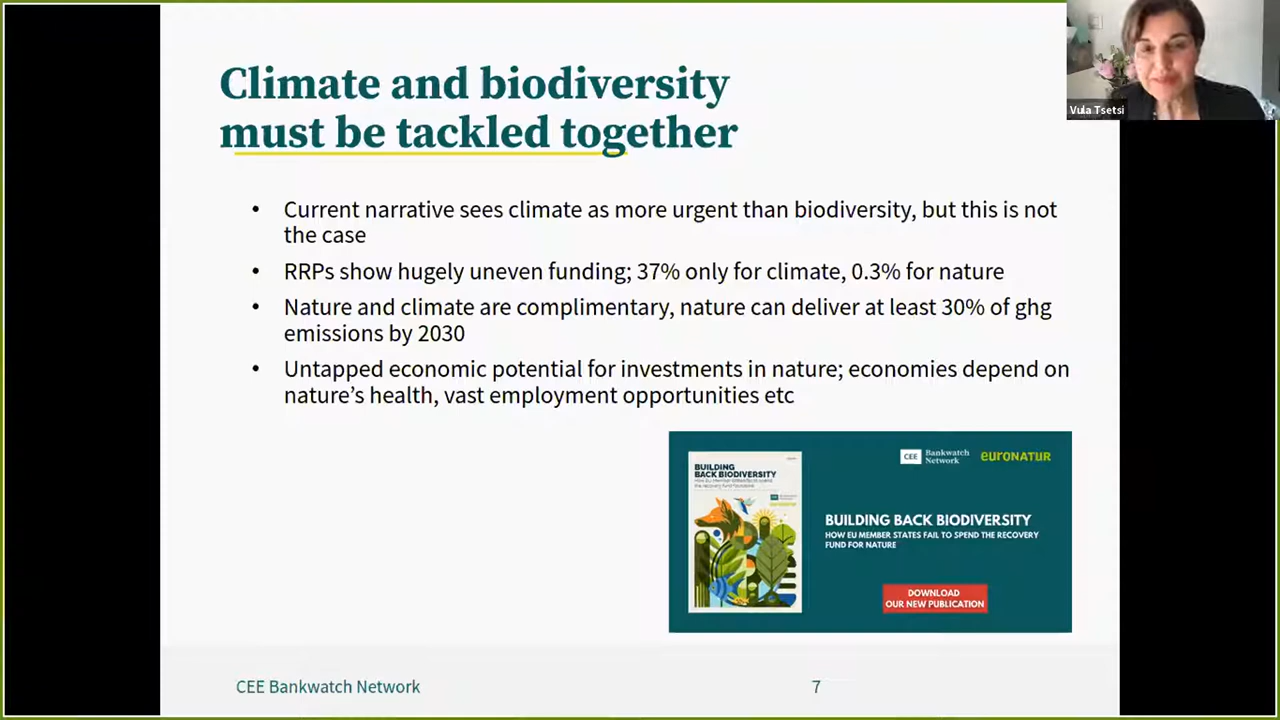 Climate and biodiversity
must be tackled together
• Current narrative sees climate as more urgent than biodiversity, but this is not
the case
• RRPs show hugely uneven funding; 37% only for climate, 0.3% for nature
• Nature and climate are complimentary, nature can deliver at least 30% of ghg
emissions by 2030
• Untapped economic potential for investments in nature; economies depend on
nature’s health, vast employment opportunities etc
BUILDING
BACK BIODIVERSITY
How EU Member States fail to spend
the recovery fund for nature
CEE Bankwatch
Network
euronatur
BUILDING BACK BIODIVERSITY
HOW EU MEMBER STATES FAIL TO SPEND THE RECOVERY
FUND FOR NATURE
DOWNLOAD
OUR NEW PUBLICATION
CEE Bankwatch Network
7
Vula Tsetsi